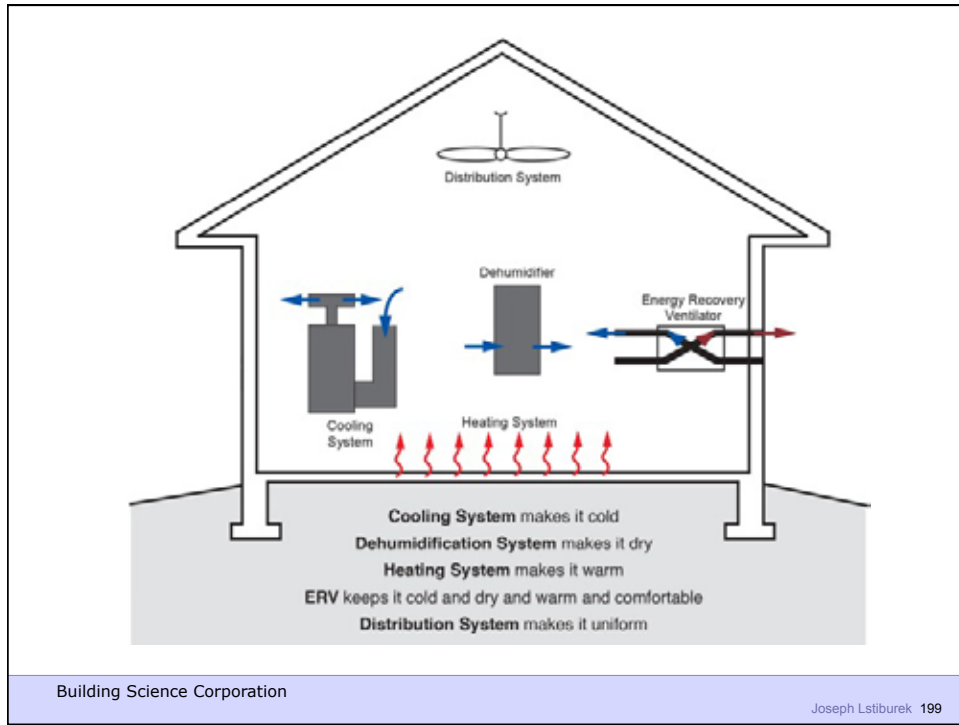 Distribution System
Dehumidifier
Energy Recovery
Ventilator
Cooling
System
Heating System
Cooling System makes it cold
Dehumidification System makes it dry
Heating System makes it warm
ERV keeps it cold and dry and warm and comfortable
Distribution System makes it uniform
Building Science Corporation
Joseph Lstiburek 199